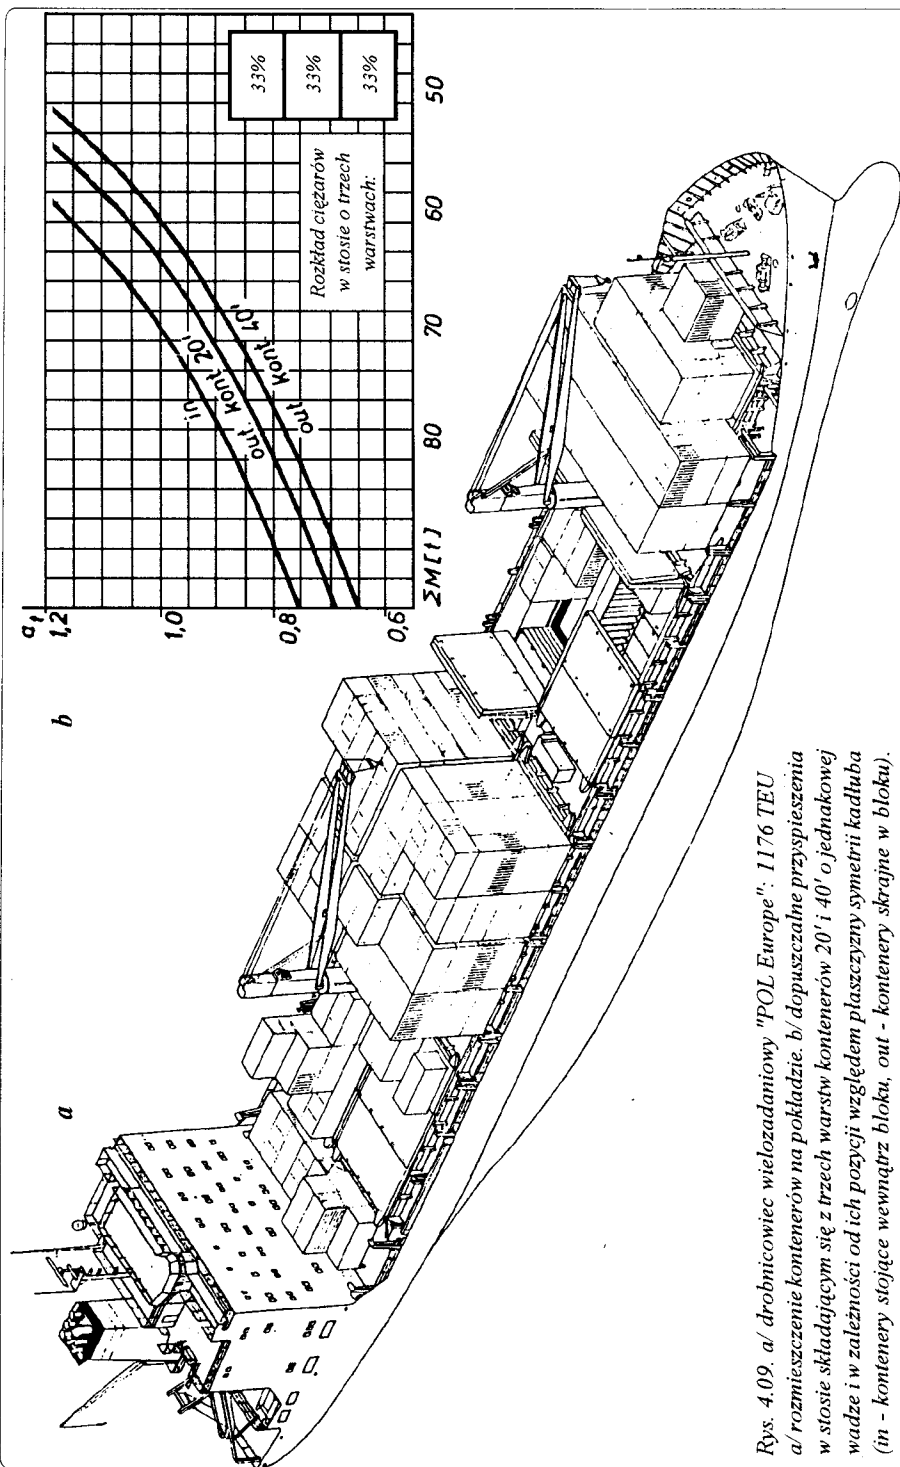 a
b
a_t
1,2
1,0
0,8
0,6
in
out. kont 20'
out kont 40'
Rozkład ciężarów
w stosie o trzech
warstwach:
33%
33%
33%
ΣM[t]
80
70
60
50
Rys. 4.09. a/ drobnicowiec wielozadaniowy "POL Europe": 1176 TEU
a/ rozmieszczenie kontenerów na pokładzie. b/ dopuszczalne przyspieszenia
w stosie składającym się z trzech warstw kontenerów 20' i 40' o jednakowej
wadze i w zależności od ich pozycji względem płaszczyzny symetrii kadłuba
(in - kontenery stojące wewnątrz bloku, out - kontenery skrajne w bloku).